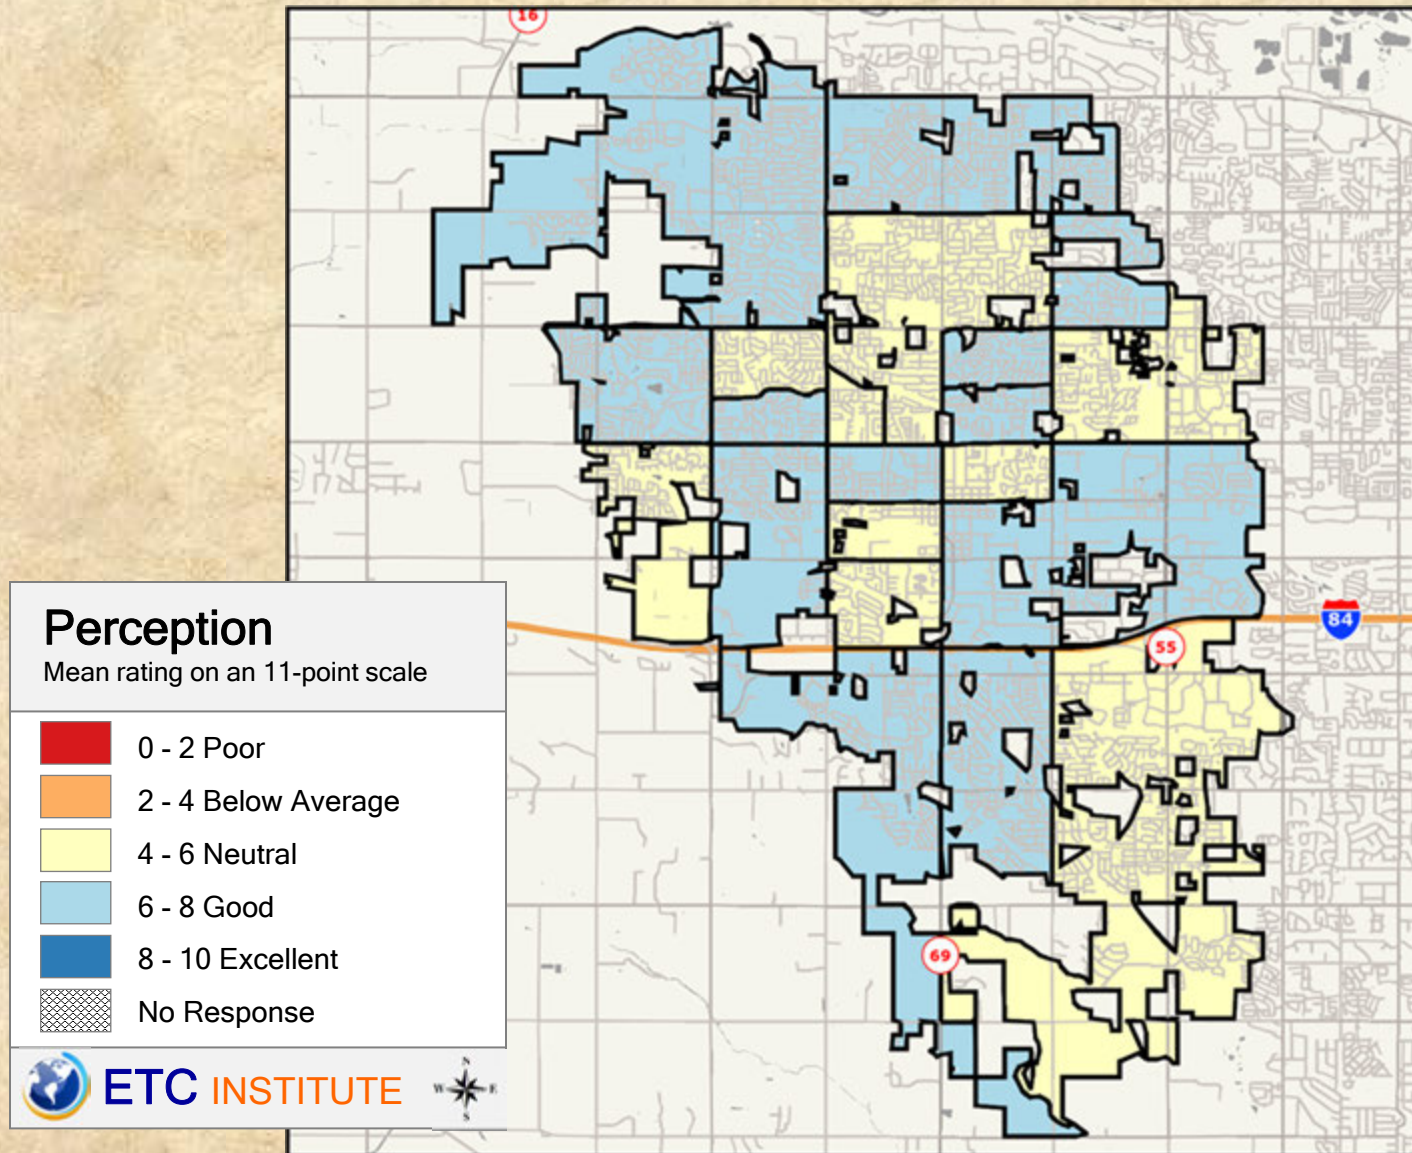 16
84
55
69
Perception
Mean rating on an 11-point scale
0 - 2 Poor
2 - 4 Below Average
4 - 6 Neutral
6 - 8 Good
8 - 10 Excellent
No Response
ETC INSTITUTE
N
W E
S